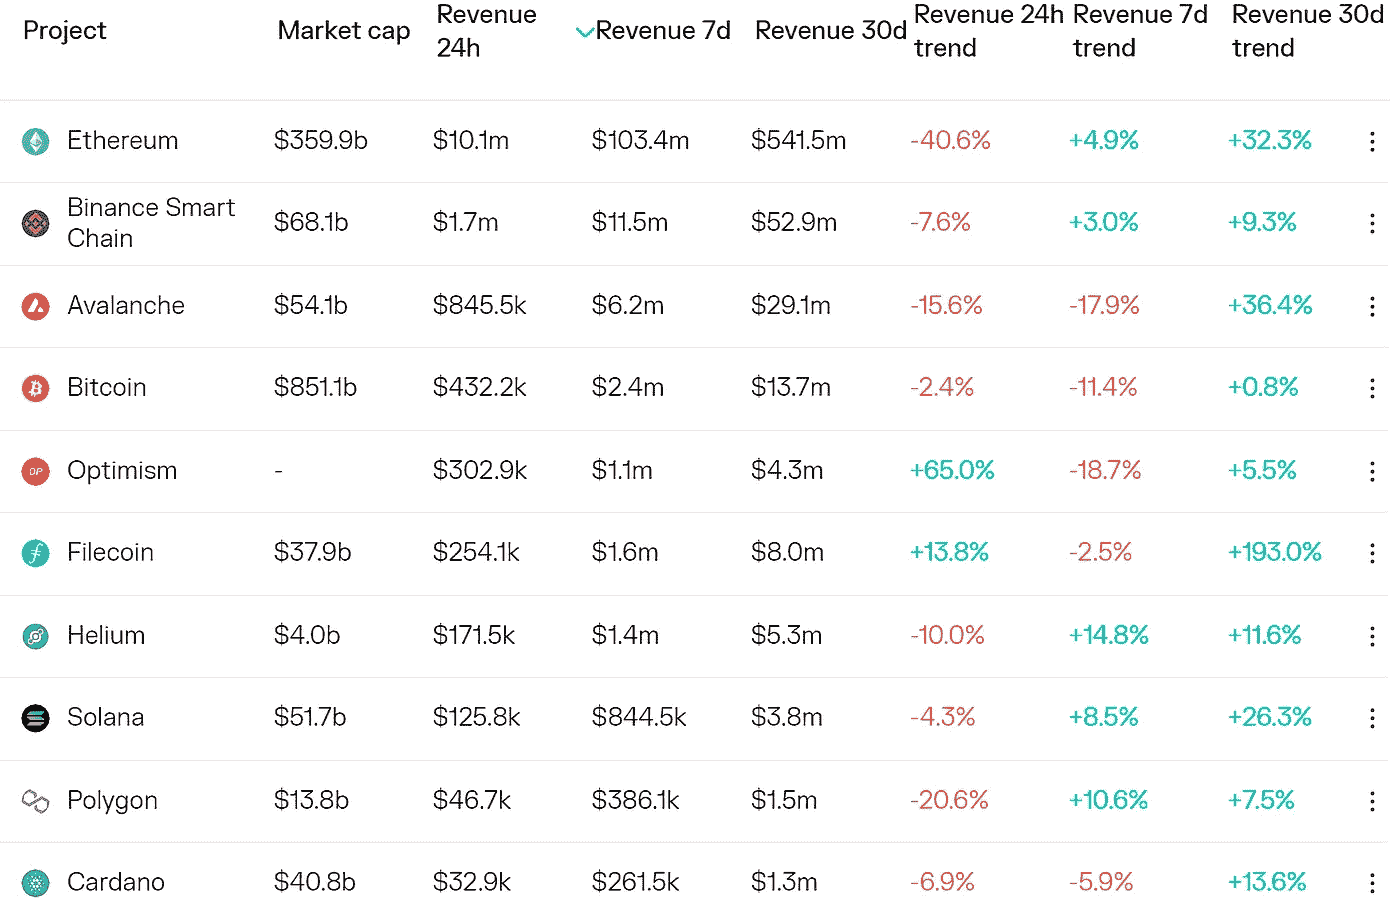 Project Market cap Revenue 24h Revenue 7d Revenue 30d Revenue 24h trend Revenue 7d trend Revenue 30d trend
Ethereum $359.9b $10.1m $103.4m $541.5m -40.6% +4.9% +32.3%
Binance Smart Chain $68.1b $1.7m $11.5m $52.9m -7.6% +3.0% +9.3%
Avalanche $54.1b $845.5k $6.2m $29.1m -15.6% -17.9% +36.4%
Bitcoin $851.1b $432.2k $2.4m $13.7m -2.4% -11.4% +0.8%
OP Optimism - $302.9k $1.1m $4.3m +65.0% -18.7% +5.5%
Filecoin $37.9b $254.1k $1.6m $8.0m +13.8% -2.5% +193.0%
Helium $4.0b $171.5k $1.4m $5.3m -10.0% +14.8% +11.6%
Solana $51.7b $125.8k $844.5k $3.8m -4.3% +8.5% +26.3%
Polygon $13.8b $46.7k $386.1k $1.5m -20.6% +10.6% +7.5%
Cardano $40.8b $32.9k $261.5k $1.3m -6.9% -5.9% +13.6%